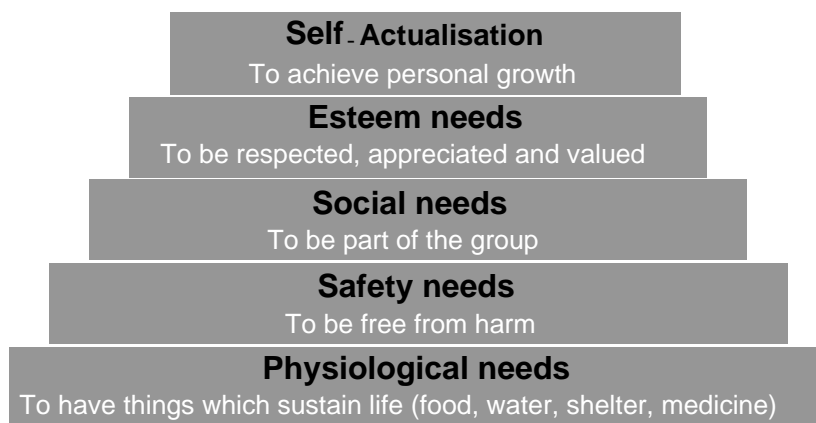 Self - Actualisation
To achieve personal growth
Esteem needs
To be respected, appreciated and valued
Social needs
To be part of the group
Safety needs
To be free from harm
Physiological needs
To have things which sustain life (food, water, shelter, medicine)